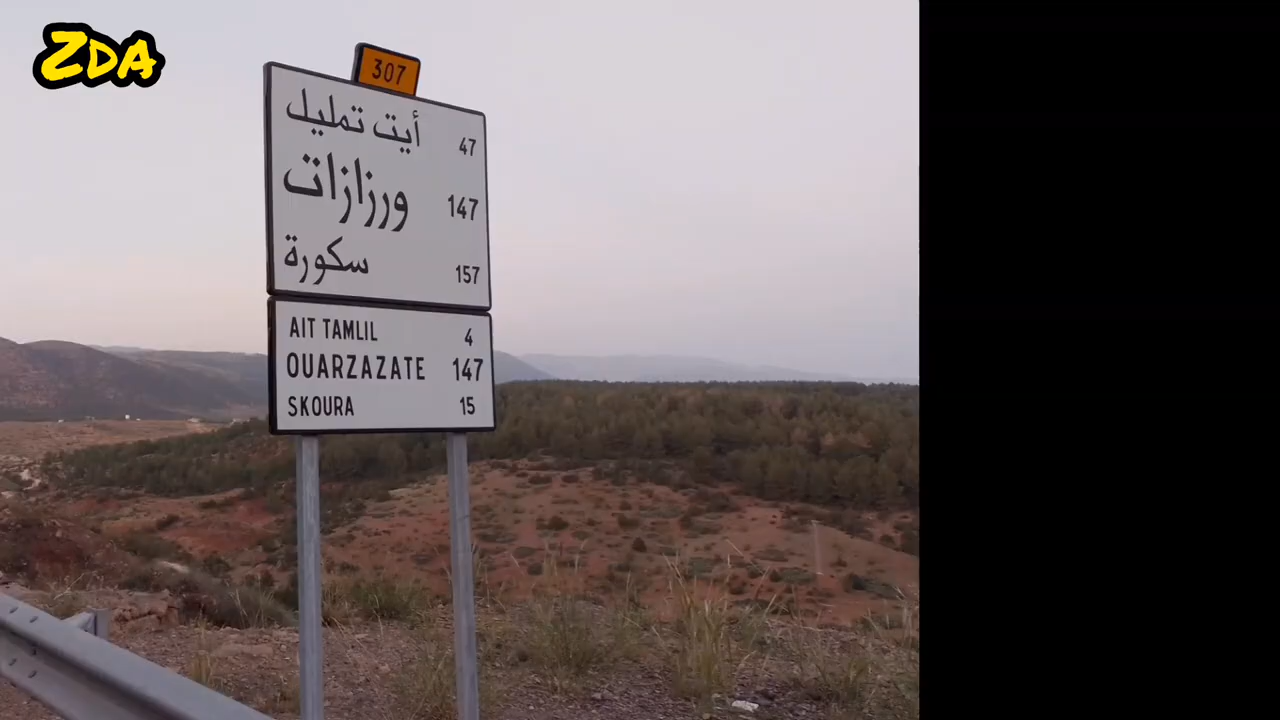 ZDA
307
أيت تمليل 47
ورزازات 147
سكورة 157
AIT TAMLIL 4
OUARZAZATE 147
SKOURA 15